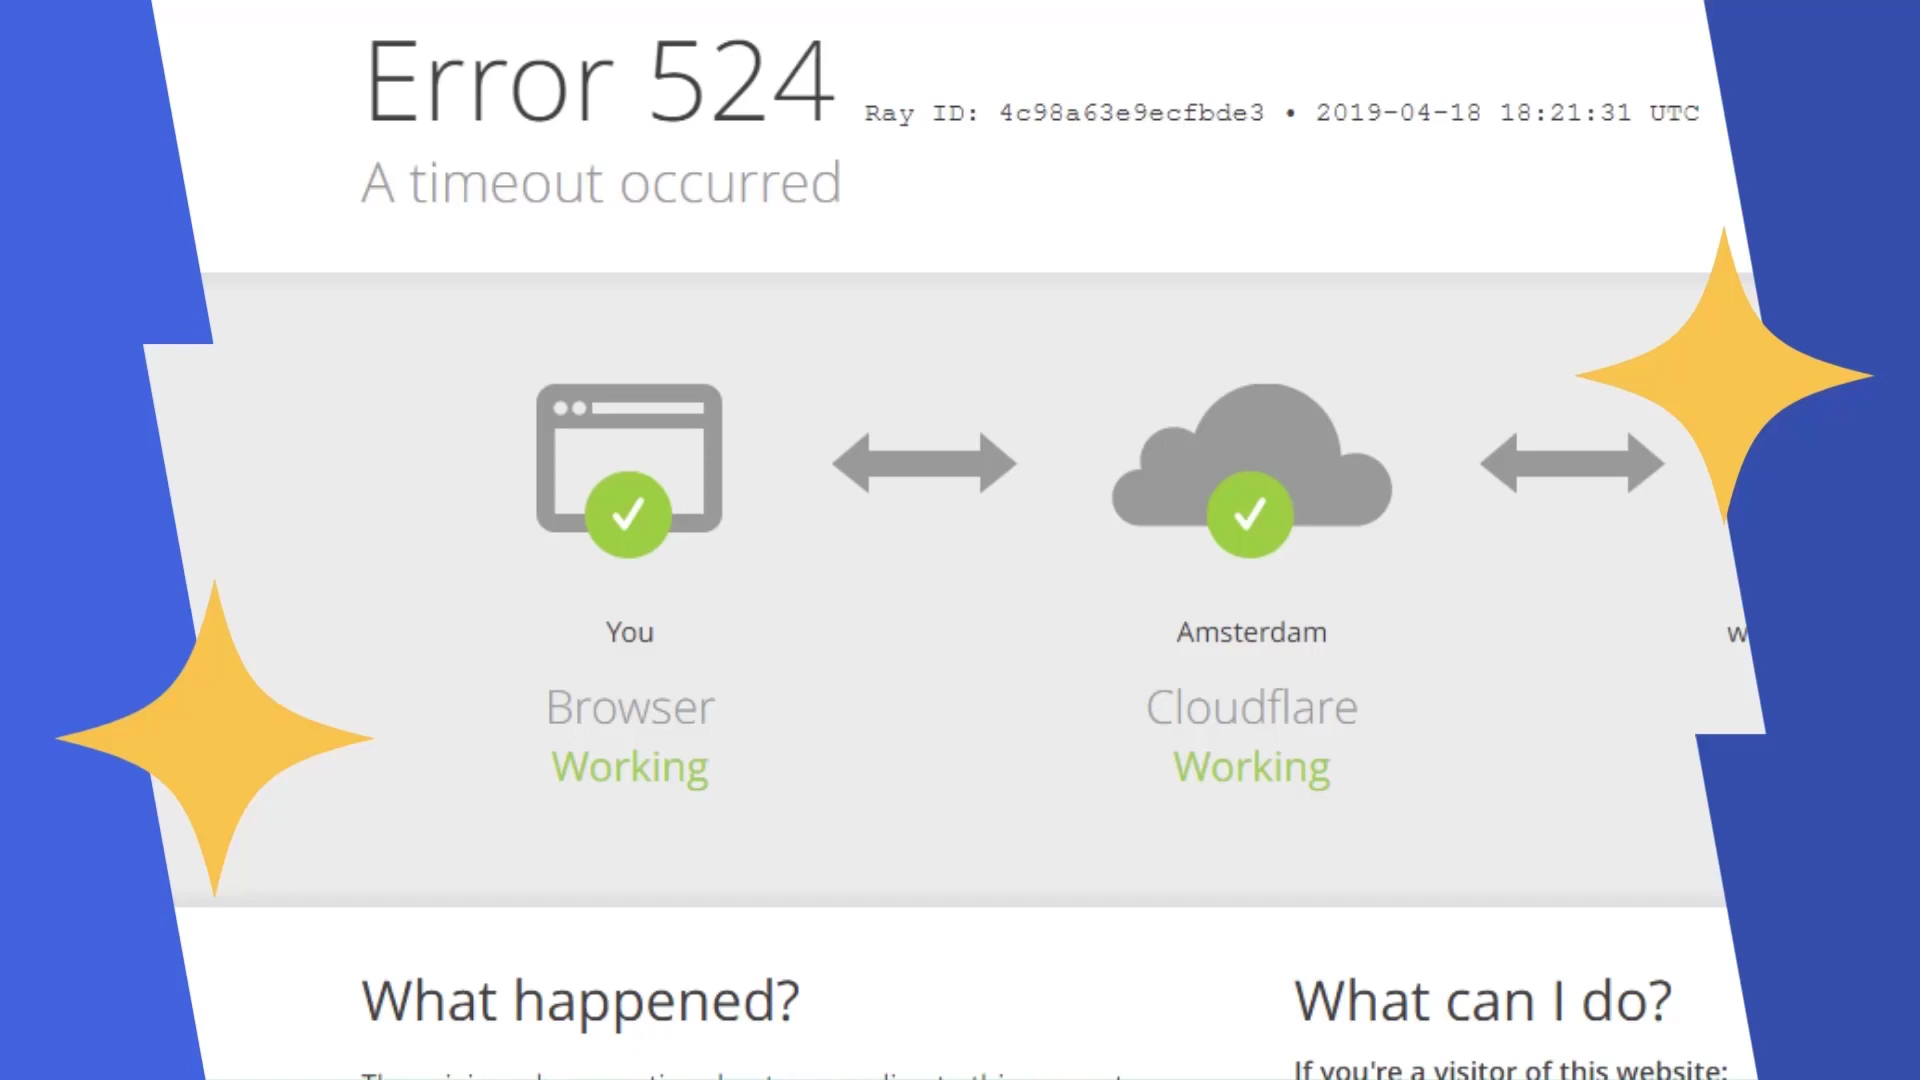 Error 524 Ray ID: 4c98a63e9ecfbde3 • 2019-04-18 18:21:31 UTC
A timeout occurred
You
Amsterdam
Browser
Cloudflare
Working
Working
What happened?
What can I do?
If you're a visitor of this website: